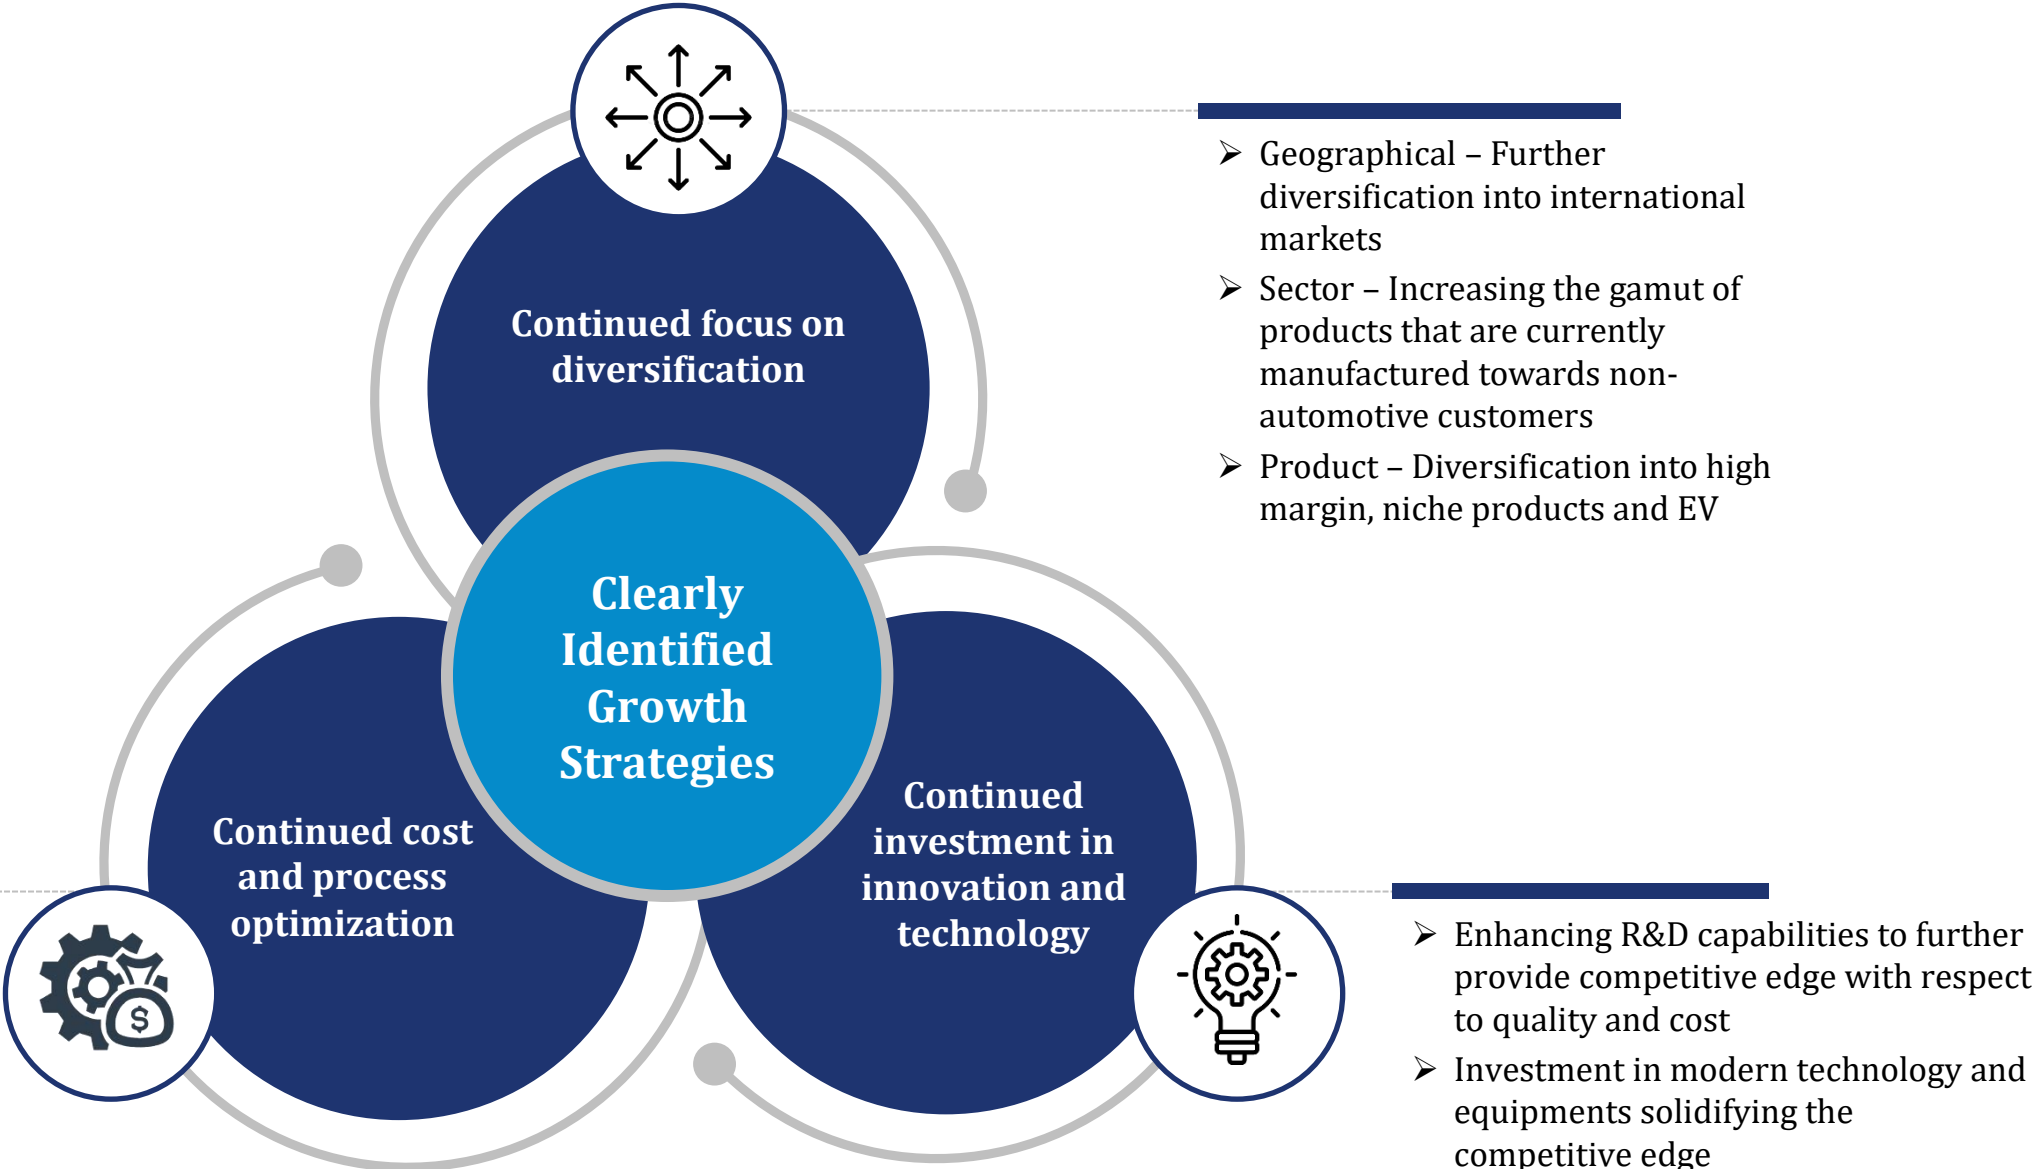 Continued focus on
diversification
Clearly
Identified
Growth
Strategies
Continued cost
and process
optimization
$
Continued
investment in
innovation and
technology
➢ Geographical – Further
diversification into international
markets
➢ Sector – Increasing the gamut of
products that are currently
manufactured towards non-
automotive customers
➢ Product – Diversification into high
margin, niche products and EV
➢ Enhancing R&D capabilities to further
provide competitive edge with respect
to quality and cost
➢ Investment in modern technology and
equipments solidifying the
competitive edge